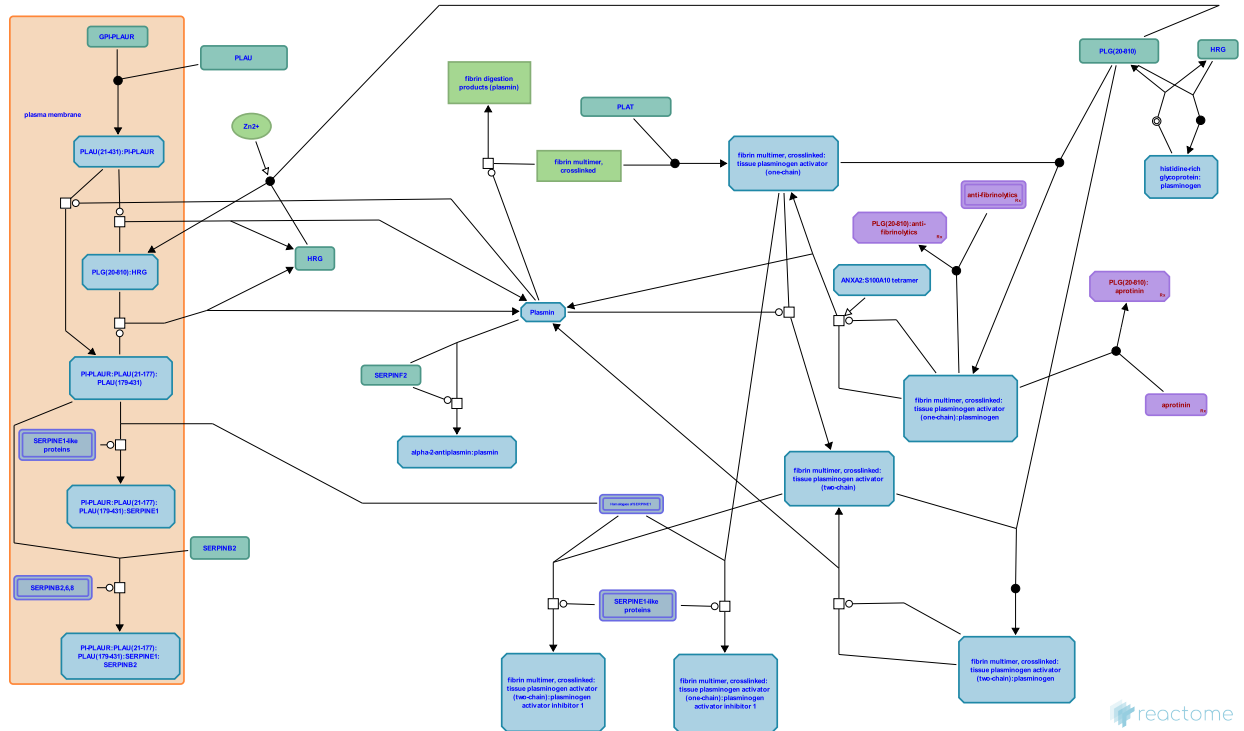 GPI-PLAUR
PLAU
plasma membrane
Zn2+
PLAU(21-431):PI-PLAUR
PLG(20-810):HRG
HRG
PI-PLAUR:PLAU(21-177):
PLAU(179-431)
SERPINE1-like
proteins
PI-PLAUR:PLAU(21-177):
PLAU(179-431):SERPINE1
SERPINB2
SERPINB2,6,8
PI-PLAUR:PLAU(21-177):
PLAU(179-431):SERPINE1:
SERPINB2
fibrin digestion
products (plasmin)
PLAT
fibrin multimer,
crosslinked
fibrin multimer, crosslinked:
tissue plasminogen activator
(one-chain)
PLG(20-810)
HRG
histidine-rich
glycoprotein:
plasminogen
anti-fibrinolytics
Rx
PLG(20-810):anti-
fibrinolytics
Rx
ANXA2:S100A10 tetramer
PLG(20-810):
aprotinin
Rx
Plasmin
SERPINF2
alpha-2-antiplasmin:plasmin
fibrin multimer, crosslinked:
tissue plasminogen activator
(one-chain):plasminogen
aprotinin
Rx
fibrin multimer, crosslinked:
tissue plasminogen activator
(two-chain)
SERPINE1-like
proteins
fibrin multimer, crosslinked:
tissue plasminogen activator
(two-chain):plasminogen
activator inhibitor 1
fibrin multimer, crosslinked:
tissue plasminogen activator
(one-chain):plasminogen
activator inhibitor 1
fibrin multimer, crosslinked:
tissue plasminogen activator
(two-chain):plasminogen
reactome